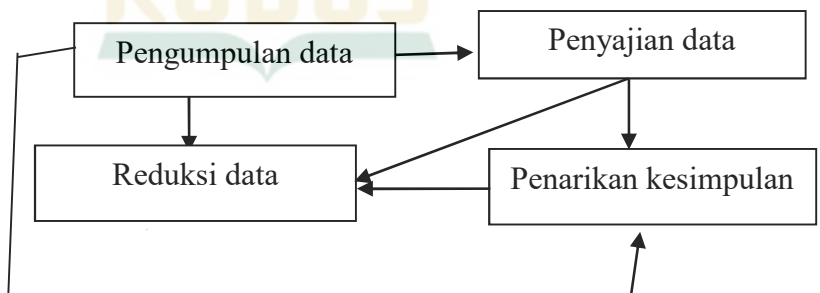 Pengumpulan data
Penyajian data
Reduksi data
Penarikan kesimpulan